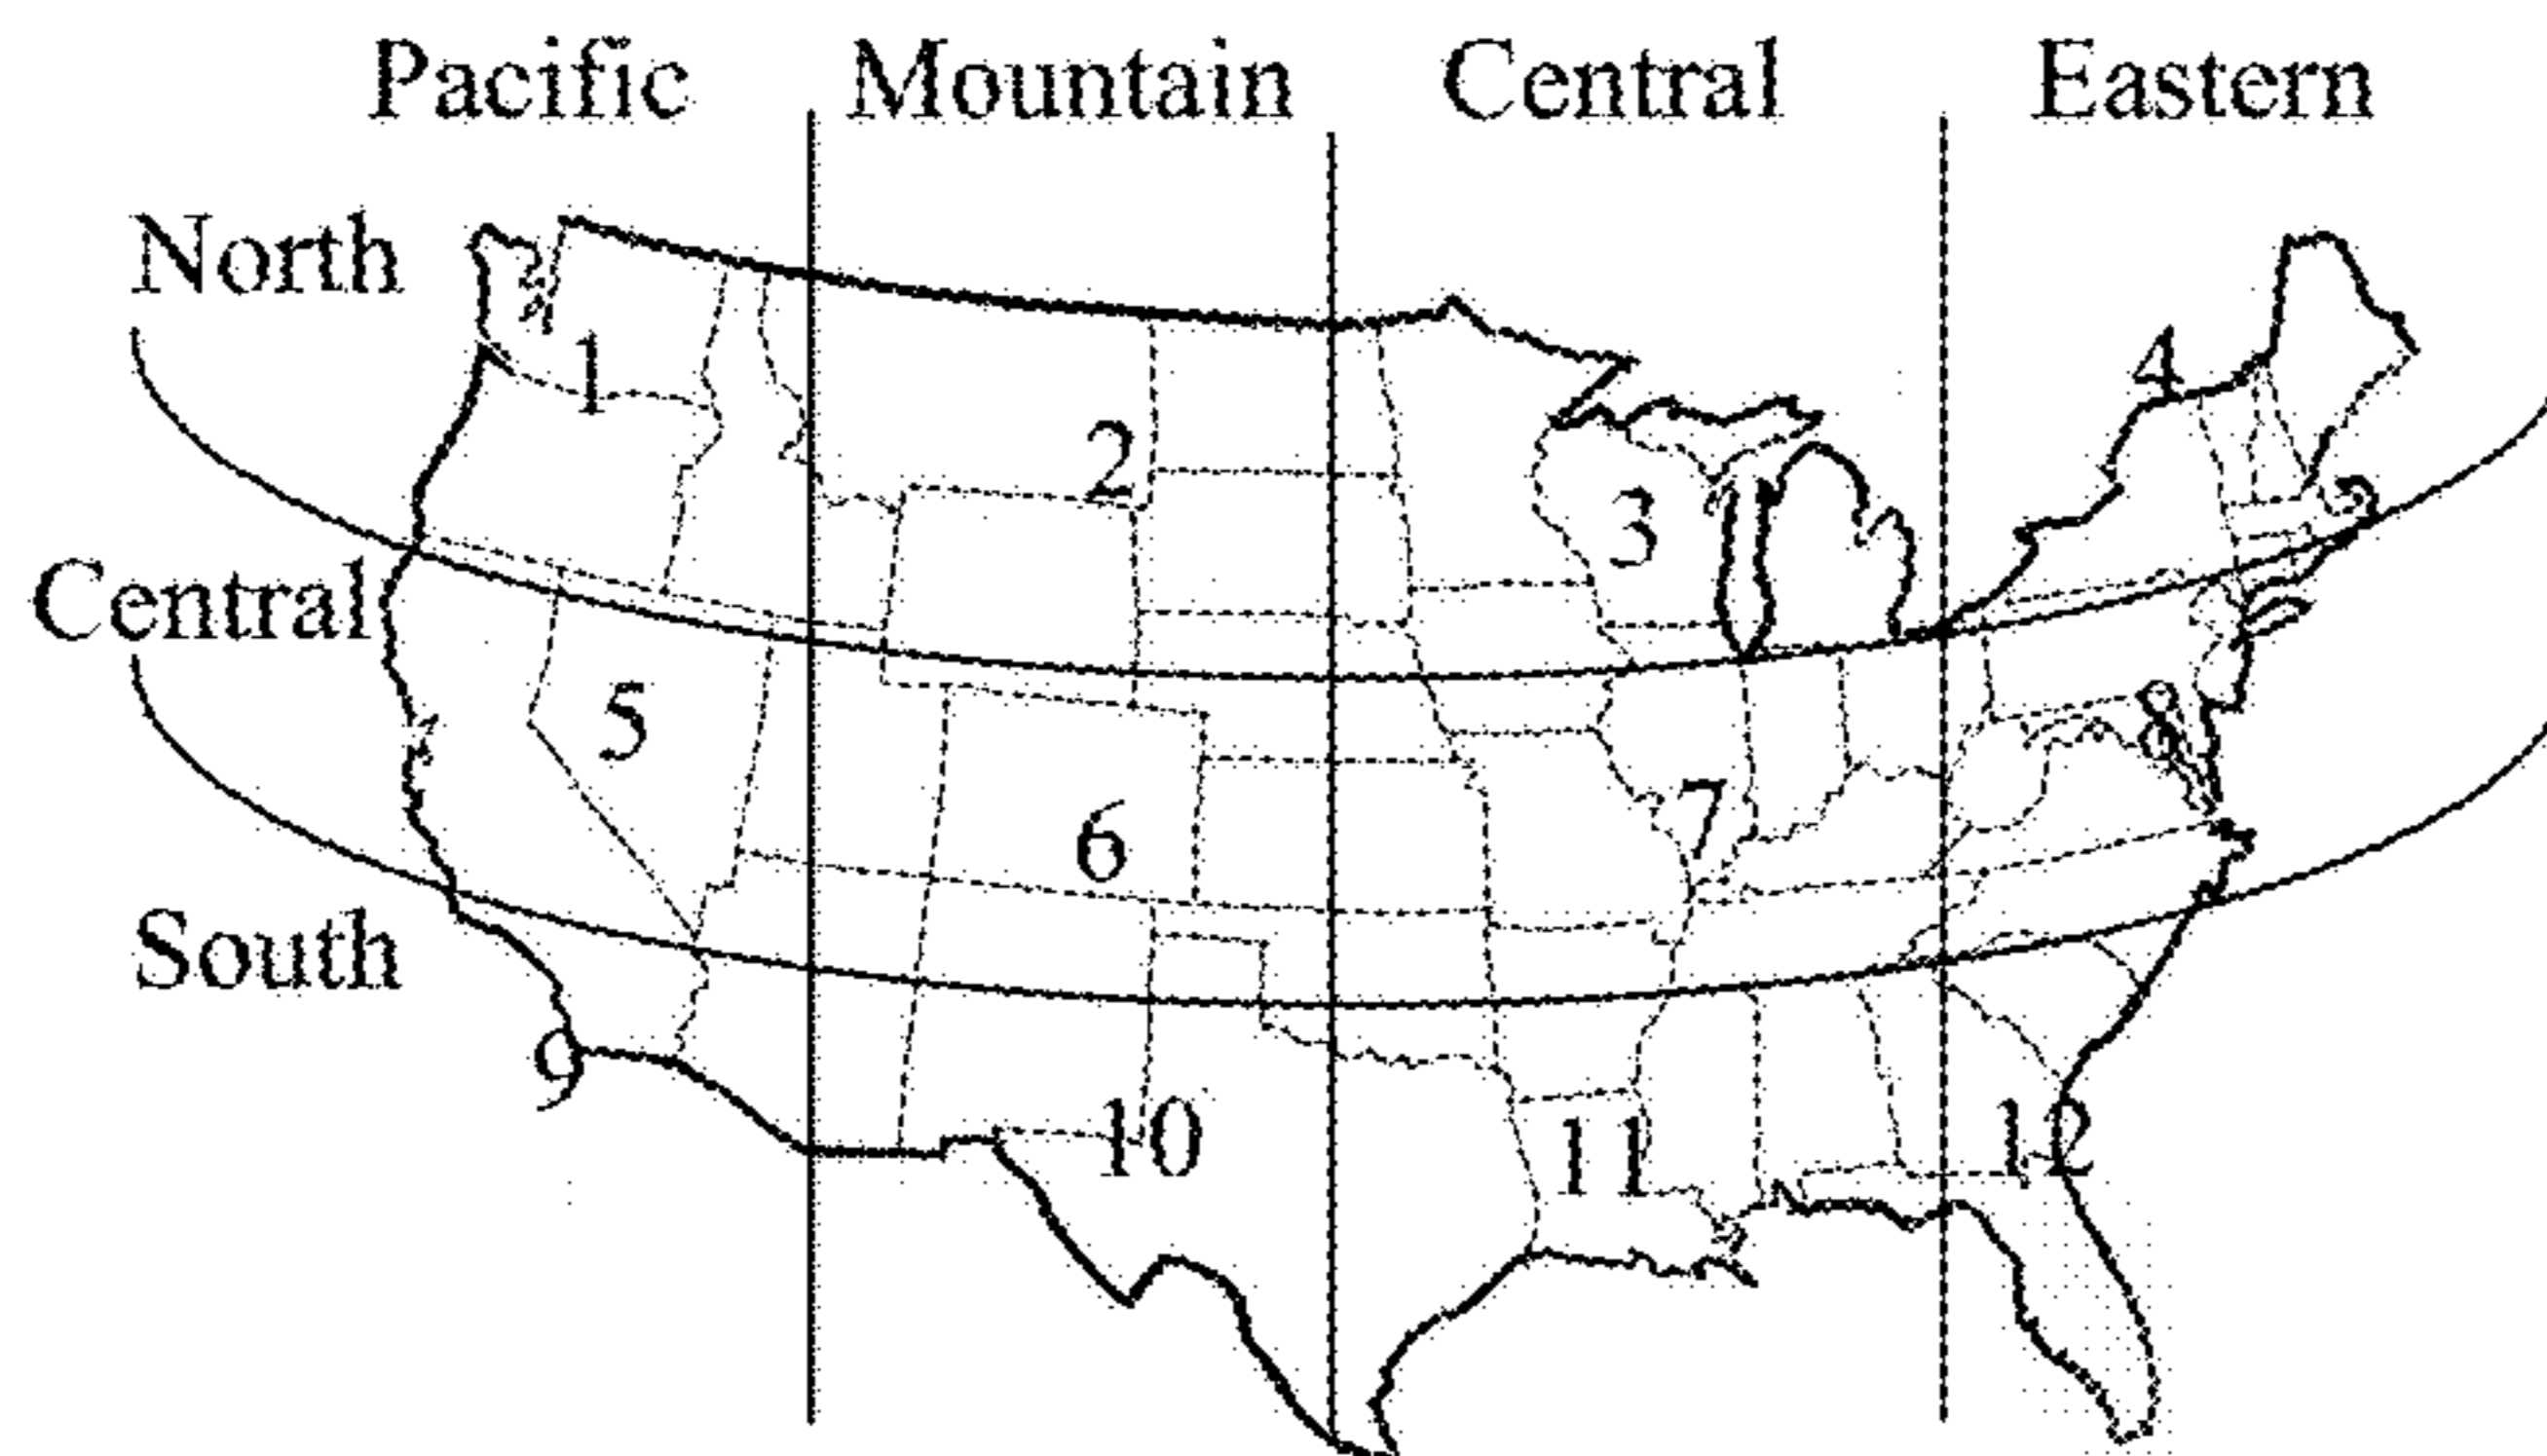 Pacific Mountain Central Eastern
North
1 2 3 4
Central
5 6 7 8
South
9 10 11 12